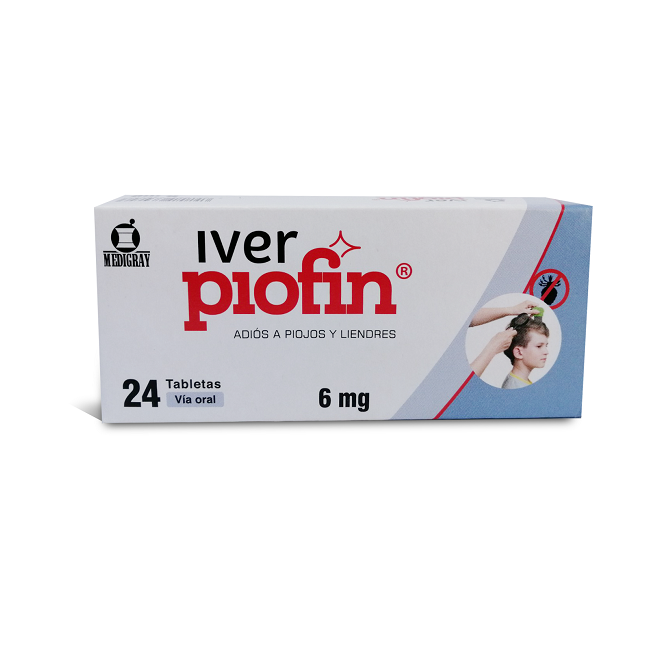 MEDIGRAY
Iver
piofin®
ADIÓS A PIOJOS Y LIENDRES
24 Tabletas
Vía oral
6 mg